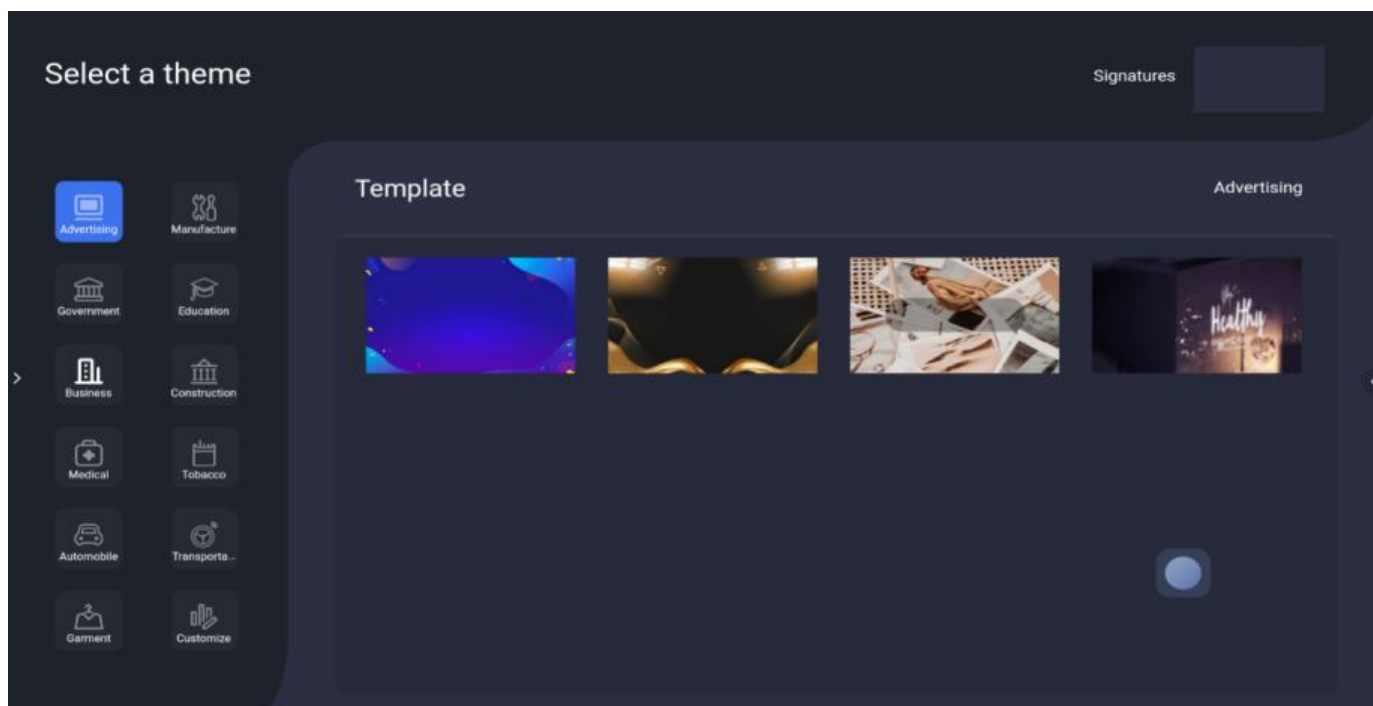 Select a theme
Signatures
Template
Advertising
Advertising
Manufacture
Government
Education
Business
Construction
Medical
Tobacco
Automobile
Transporta...
Garment
Customize
Healthy